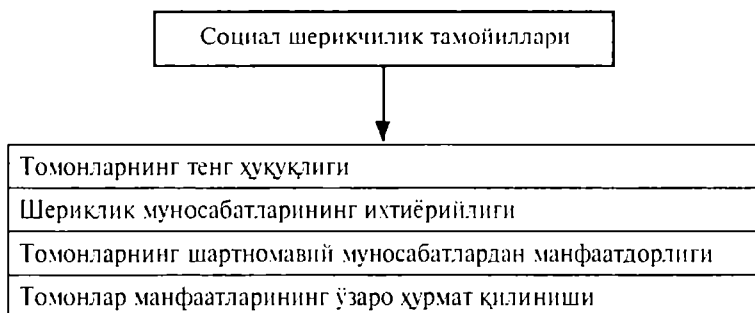 Социал шерикчилик тамойиллари
Томонларнинг тенг ҳуқуқлиги
Шериклик муносабатларининг ихтиёрийлиги
Томонларнинг шартномавий муносабатлардан манфаатдорлиги
Томонлар манфаатларининг ўзаро ҳурмат қилиниши